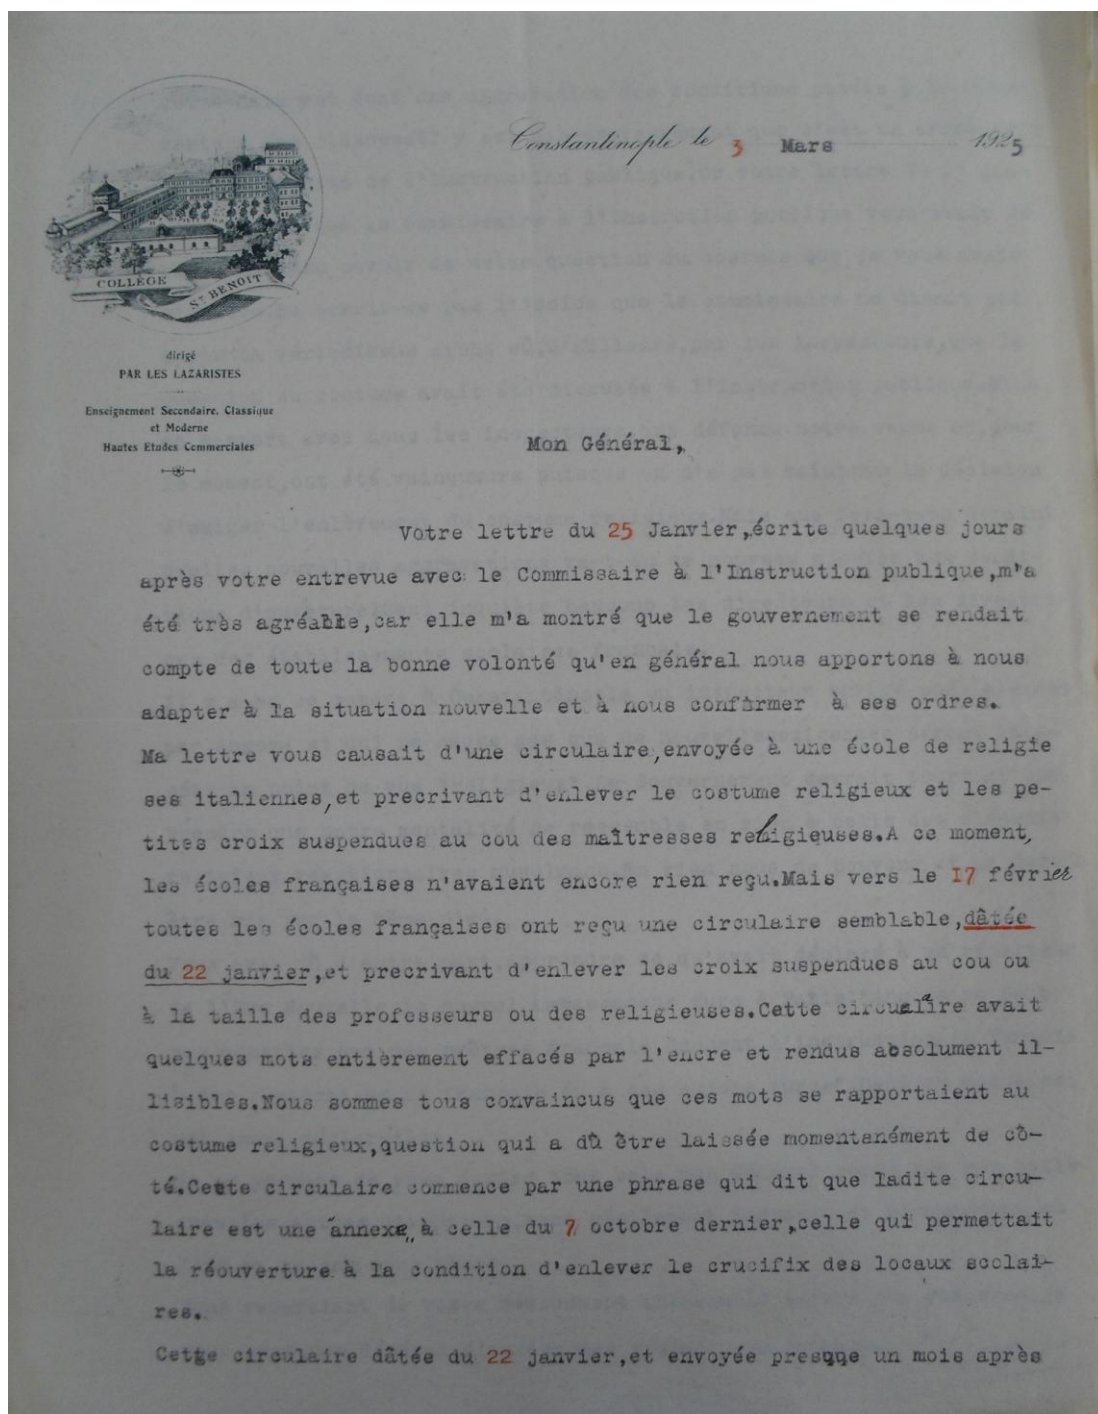 Constantinople le 3 Mars 1925
COLLÈGE
ST BENOIT
dirigé
PAR LES LAZARISTES
Enseignement Secondaire. Classique
et Moderne
Hautes Etudes Commerciales
Mon Général,
Votre lettre du 25 Janvier, écrite quelques jours
après votre entrevue avec le Commissaire à l'Instruction publique,m'a
été très agréable,car elle m'a montré que le gouvernement se rendait
compte de toute la bonne volonté qu'en général nous apportons à nous
adapter à la situation nouvelle et à nous confirmer à ses ordres.
Ma lettre vous causait d'une circulaire,envoyée à une école de religie
ses italiennes,et precrivant d'enlever le costume religieux et les pe-
tites croix suspendues au cou des maîtresses religieuses.A ce moment,
les écoles françaises n'avaient encore rien reçu.Mais vers le 17 février
toutes les écoles françaises ont reçu une circulaire semblable,dâtée
du 22 janvier,et precrivant d'enlever les croix suspendues au cou ou
à la taille des professeurs ou des religieuses.Cette circulaire avait
quelques mots entièrement effacés par l'encre et rendus absolument il-
lisibles.Nous sommes tous convaincus que ces mots se rapportaient au
costume religieux,question qui a dû être laissée momentanément de cô-
té.Cette circulaire commence par une phrase qui dit que ladite circu-
laire est une "annexe" à celle du 7 octobre dernier,celle qui permettait
la réouverture à la condition d'enlever le crucifix des locaux scolai-
res.
Cette circulaire dâtée du 22 janvier,et envoyée presque un mois après